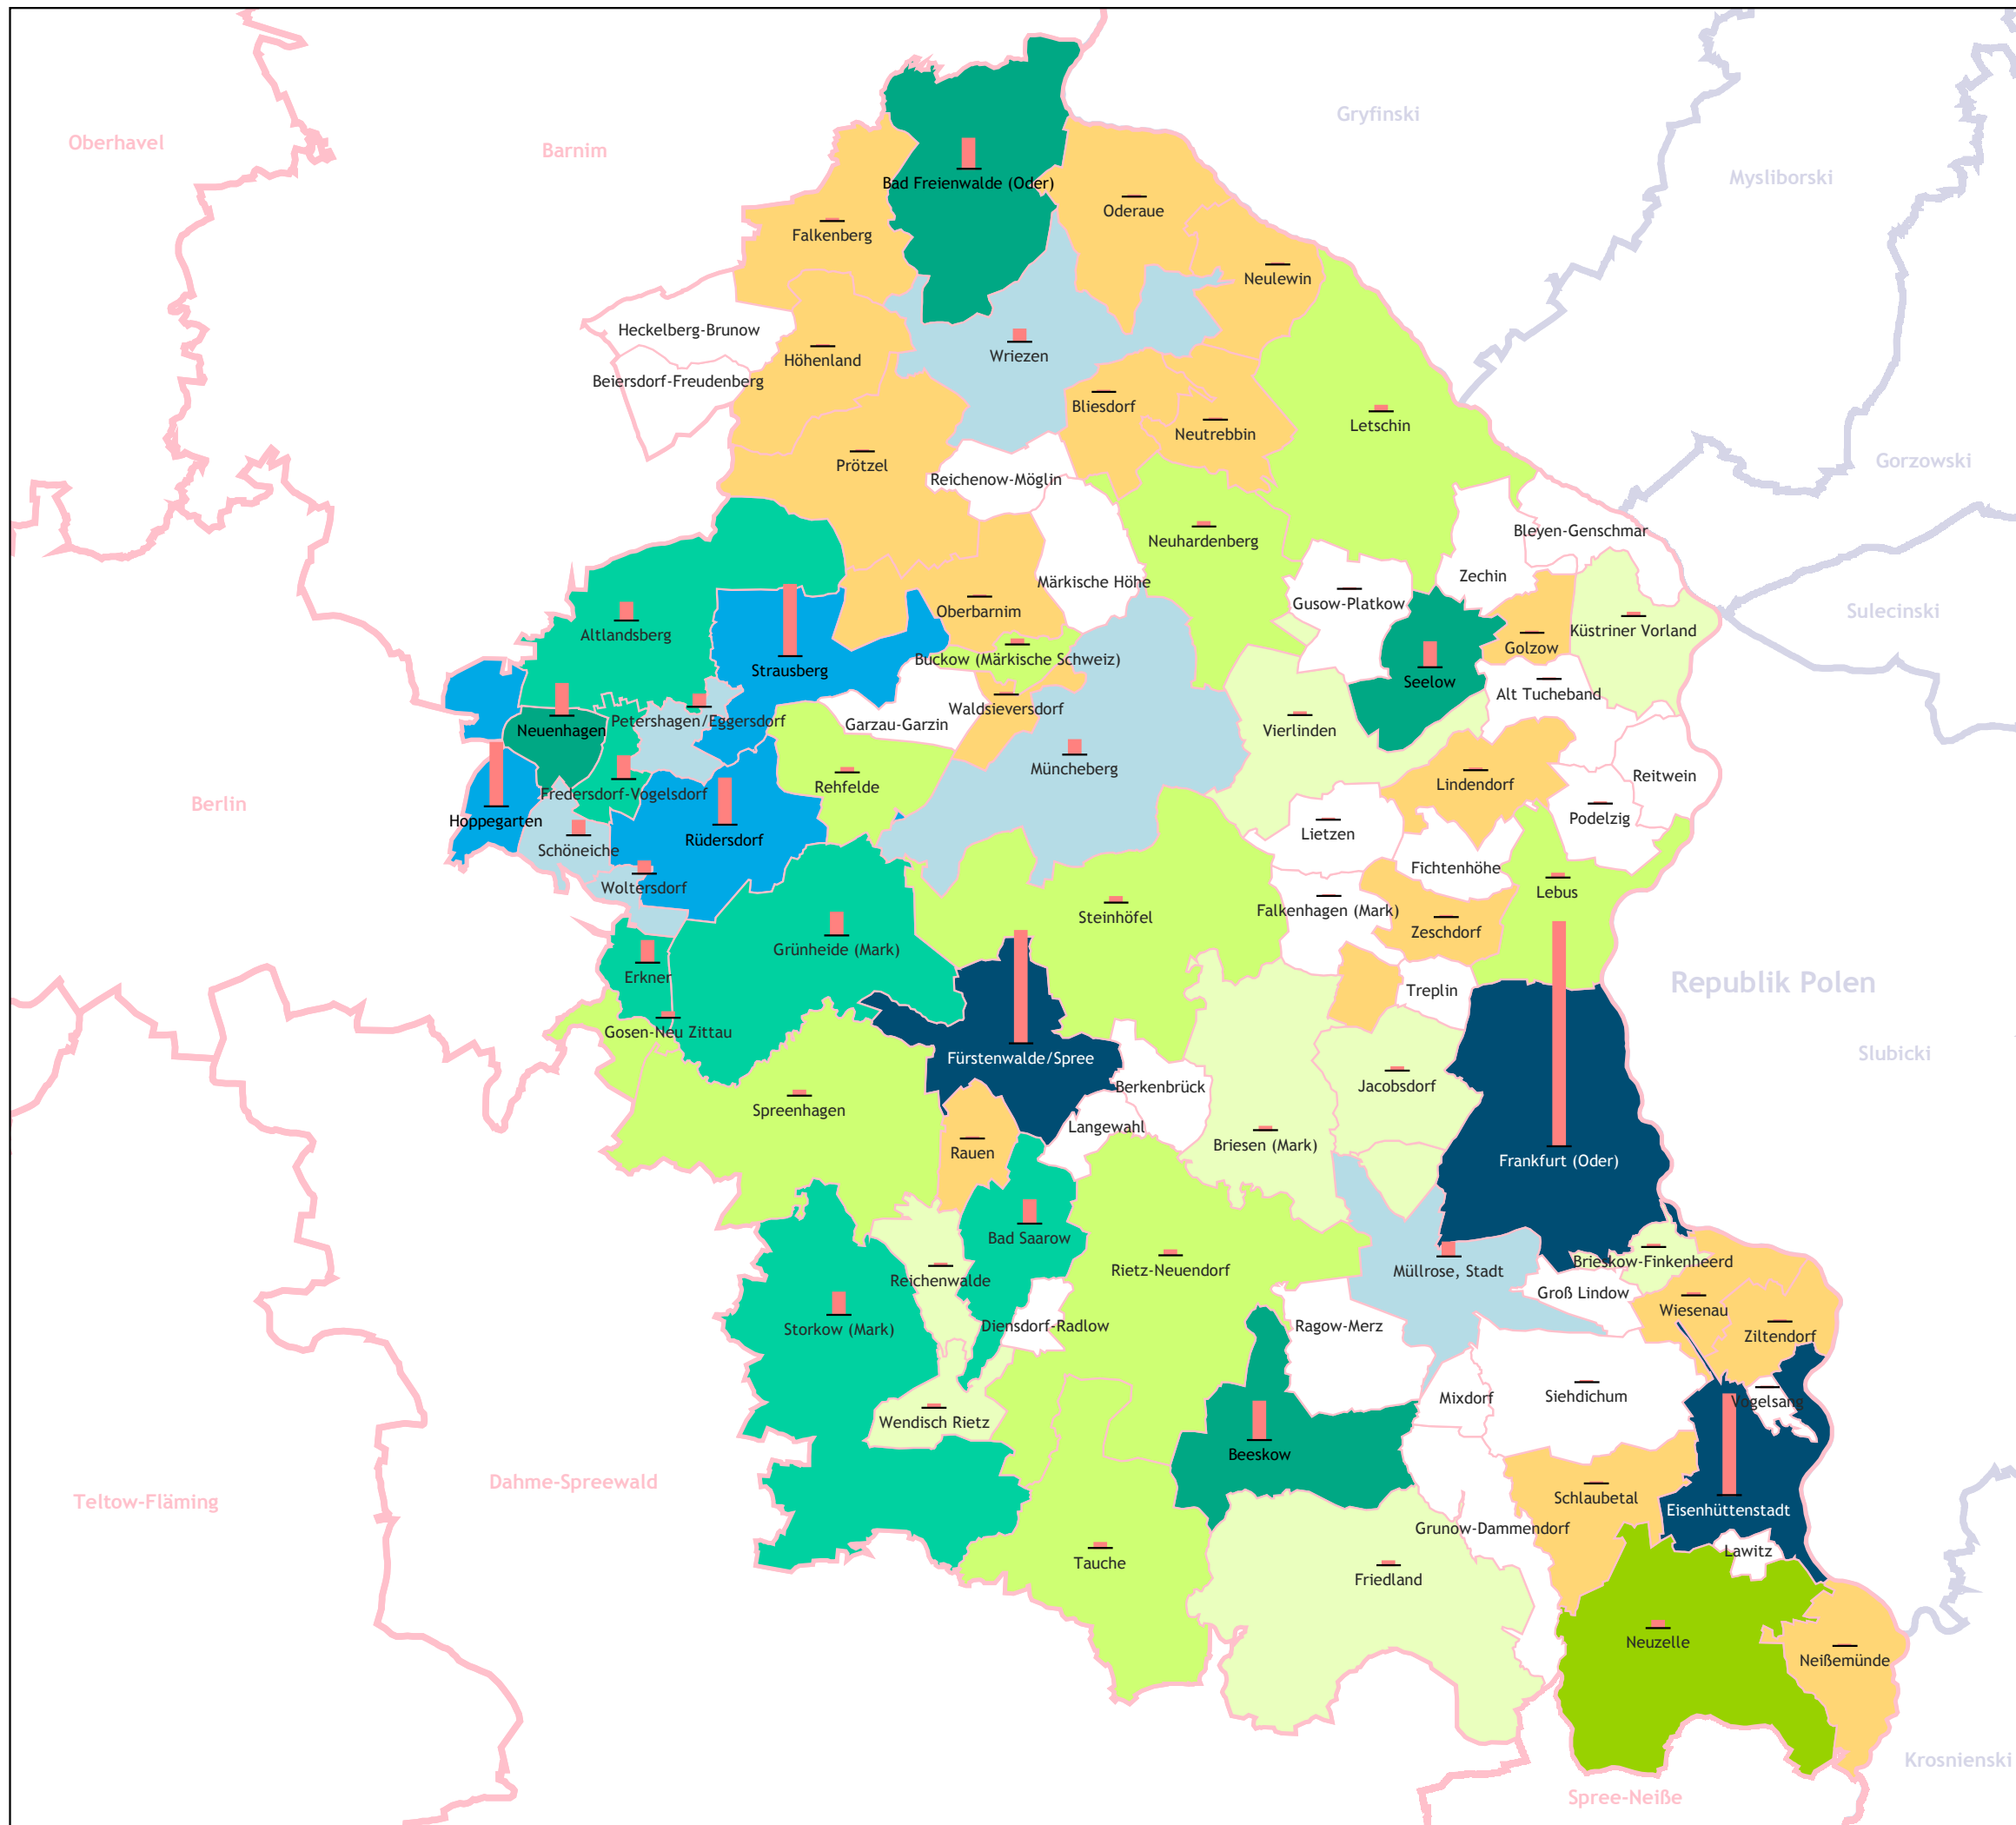 Gryfinski
Oberhavel
Barnim
Mysliborski
Bad Freienwalde (Oder)
Oderaue
Falkenberg
Neulewin
Heckelberg-Brunow
Wriezen
Höhenland
Beiersdorf-Freudenberg
Bliesdorf
Letschin
Neutrebbin
Gorzowski
Prötzel
Reichenow-Möglin
Bleyen-Genschmar
Neuhardenberg
Zechin
Märkische Höhe
Gusow-Platkow
Sulecinski
Oberbarnim
Küstriner Vorland
Altlandsberg
Golzow
Buckow (Märkische Schweiz)
Strausberg
Seelow
Alt Tucheband
Waldsieversdorf
Petershagen/Eggersdorf
Garzau-Garzin
Neuenhagen
Vierlinden
Müncheberg
Reitwein
Lindendorf
Rehfelde
Fredersdorf-Vogelsdorf
Berlin
Podelzig
Hoppegarten
Lietzen
Rüdersdorf
Schöneiche
Fichtenhöhe
Woltersdorf
Lebus
Falkenhagen (Mark)
Steinhöfel
Zeschdorf
Grünheide (Mark)
Erkner
Republik Polen
Treplin
Gosen-Neu Zittau
Slubicki
Fürstenwalde/Spree
Jacobsdorf
Berkenbrück
Spreenhagen
Langewahl
Briesen (Mark)
Rauen
Frankfurt (Oder)
Bad Saarow
Brieskow-Finkenheerd
Rietz-Neuendorf
Müllrose, Stadt
Reichenwalde
Groß Lindow
Wiesenau
Diensdorf-Radlow
Ragow-Merz
Storkow (Mark)
Ziltendorf
Siehdichum
Mixdorf
Vogelsang
Wendisch Rietz
Beeskow
Dahme-Spreewald
Schlaubetal
Teltow-Fläming
Eisenhüttenstadt
Grunow-Dammendorf
Lawitz
Tauche
Friedland
Neuzelle
Neißemünde
Krosnienski
Spree-Neiße